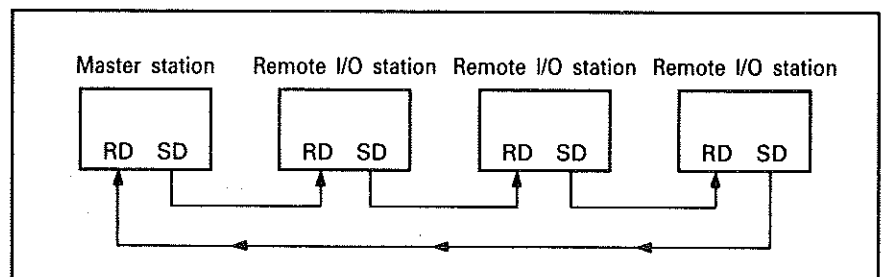 Master station Remote I/O station Remote I/O station Remote I/O station
RD SD RD SD RD SD RD SD